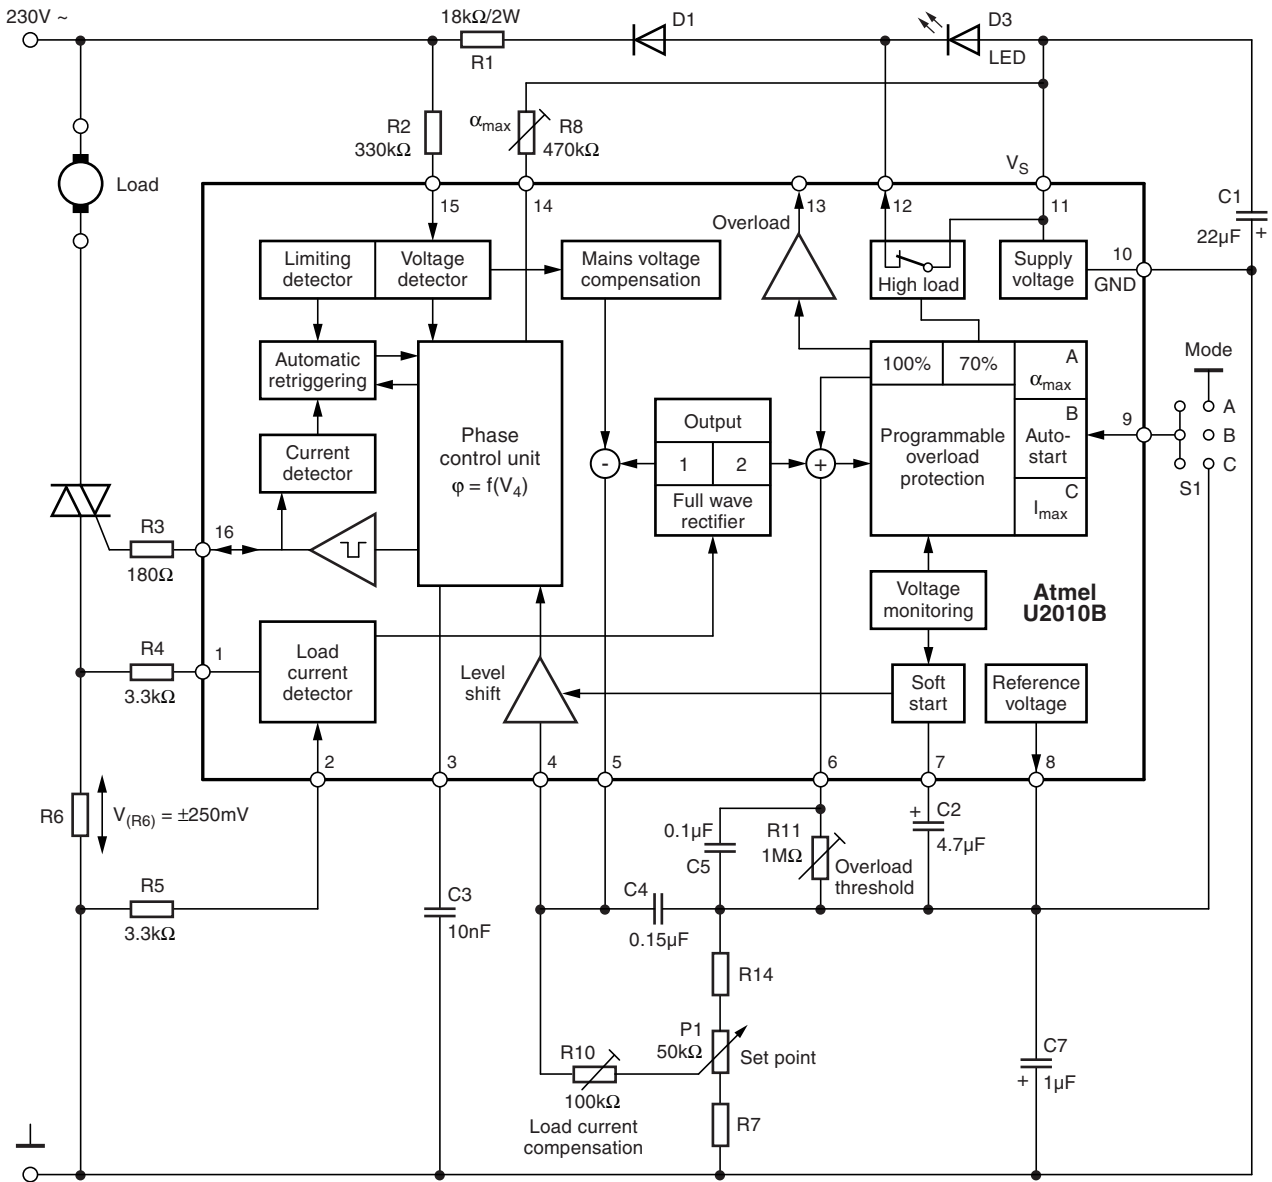 230V ~
18kΩ/2W
R1
D1
D3
LED
R2
330kΩ
αmax
R8
470kΩ
VS
Load
C1
22µF
+
15
14
13
12
11
10
GND
Overload
Limiting
detector
Voltage
detector
Mains voltage
compensation
High load
Supply
voltage
Automatic
retriggering
Current
detector
Phase
control unit
φ = f(V4)
Output
1
2
Full wave
rectifier
-
+
100%
70%
A
αmax
Programmable
overload
protection
B
Auto-
start
C
Imax
9
Mode
A
B
C
S1
R3
180Ω
16
Voltage
monitoring
Atmel
U2010B
R4
3.3kΩ
1
Load
current
detector
Level
shift
Soft
start
Reference
voltage
2
3
4
5
6
7
8
R6
V(R6) = ±250mV
0.1µF
C5
R11
1MΩ
Overload
threshold
+
C2
4.7µF
R5
3.3kΩ
C3
10nF
C4
0.15µF
R14
P1
50kΩ
Set point
R10
100kΩ
Load current
compensation
R7
C7
+
1µF